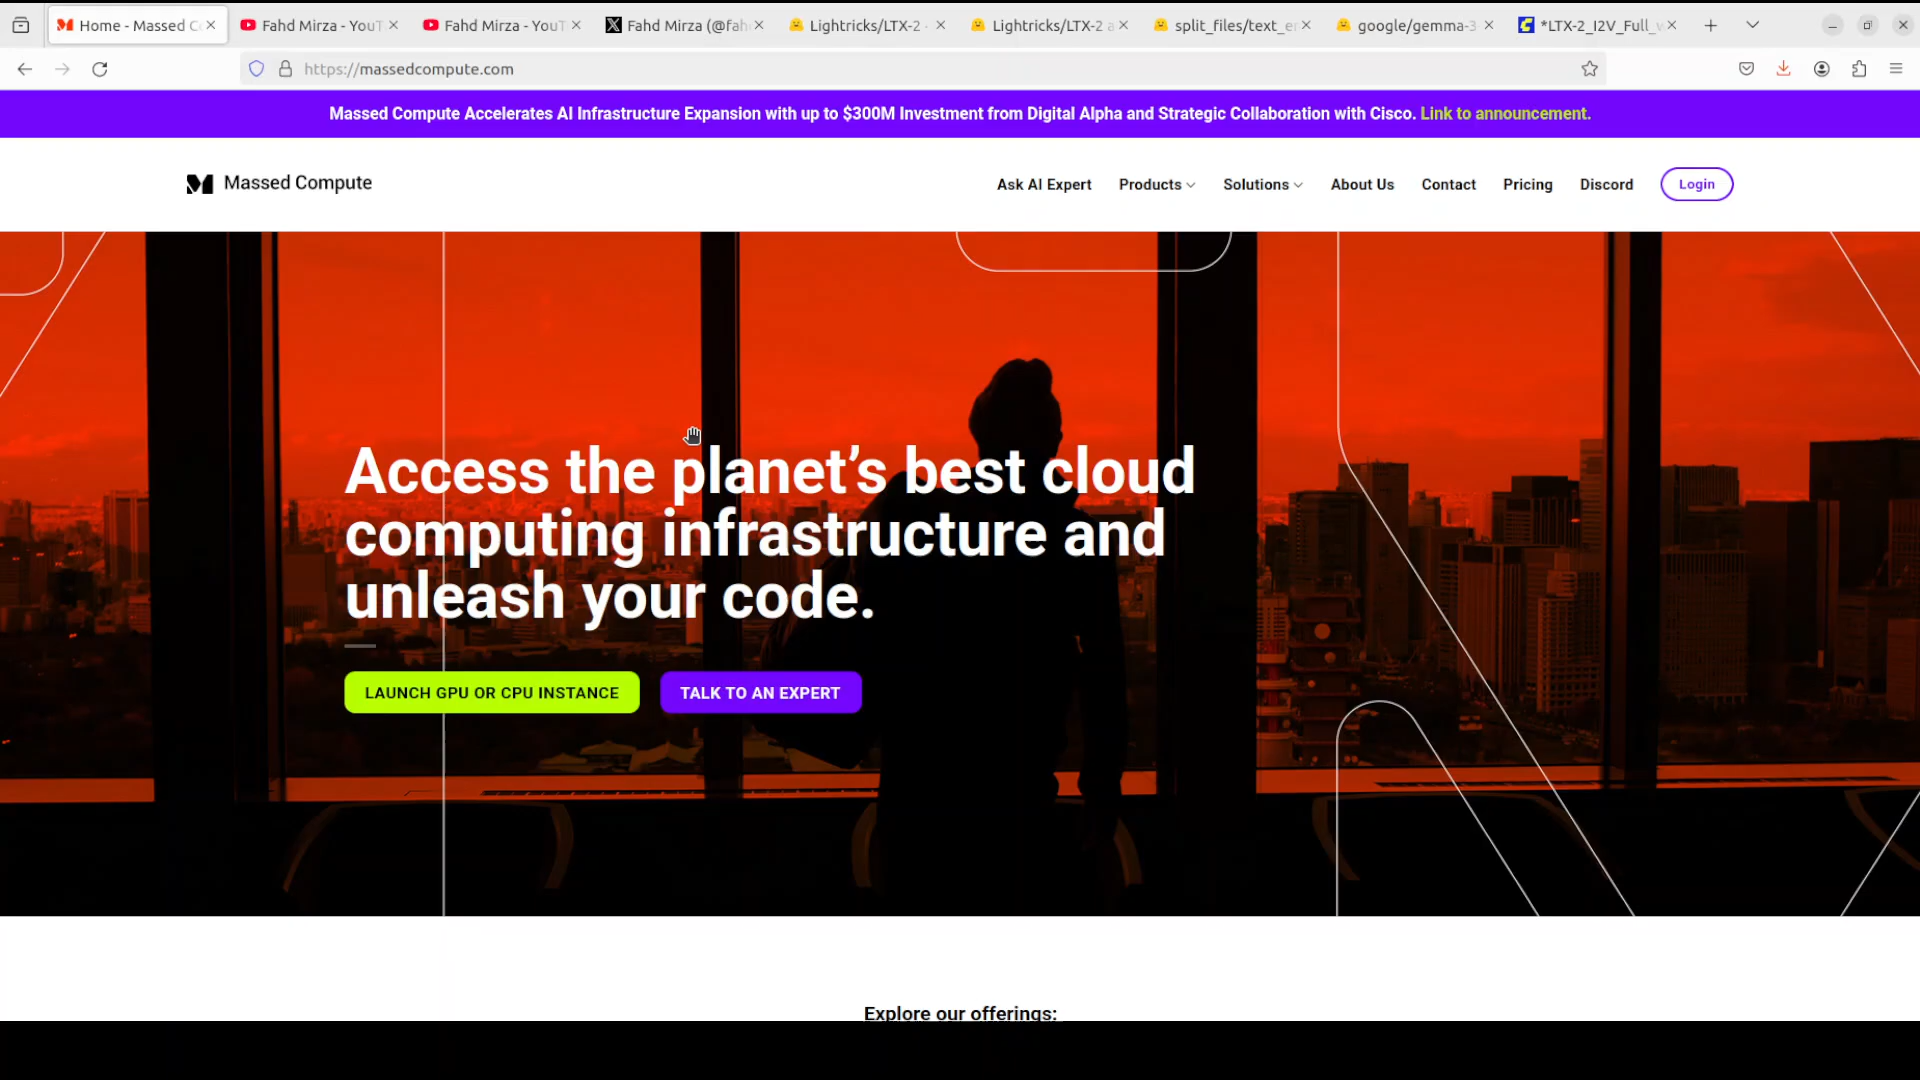 Home - Massed C
Fahd Mirza - YouT
Fahd Mirza - YouT
Fahd Mirza (@fah
Lightricks/LTX-2
Lightricks/LTX-2 a
split_files/text_e
google/gemma-3
*LTX-2_I2V_Full_
https://massedcompute.com
Massed Compute Accelerates AI Infrastructure Expansion with up to $300M Investment from Digital Alpha and Strategic Collaboration with Cisco. Link to announcement.
Massed Compute
Ask AI Expert
Products
Solutions
About Us
Contact
Pricing
Discord
Login
Access the planet’s best cloud
computing infrastructure and
unleash your code.
LAUNCH GPU OR CPU INSTANCE
TALK TO AN EXPERT
Explore our offerings: